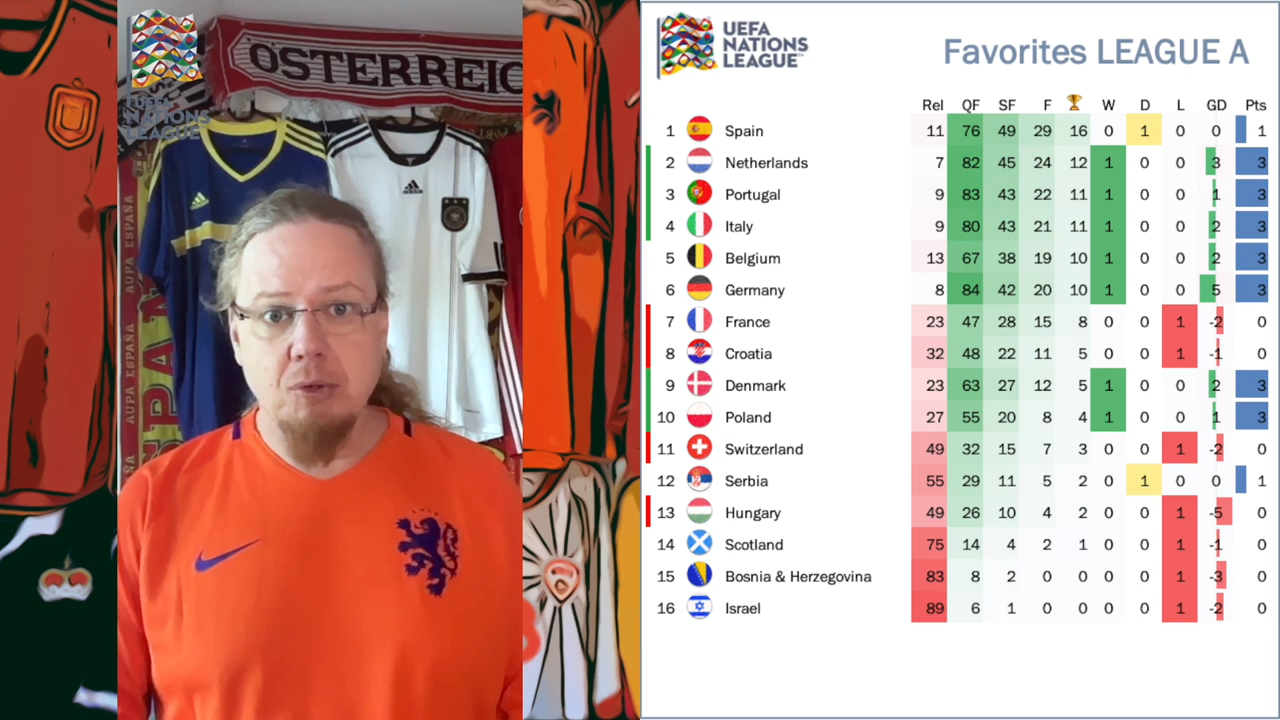 UEFA
NATIONS
LEAGUE
ÖSTERREIC
AUPA ESPAÑA
AUPA ESPAÑA
UEFA
NATIONS
LEAGUE™
Favorites LEAGUE A
Rel QF SF F W D L GD Pts
1 Spain 11 76 49 29 16 0 1 0 0 1
2 Netherlands 7 82 45 24 12 1 0 0 3 3
3 Portugal 9 83 43 22 11 1 0 0 1 3
4 Italy 9 80 43 21 11 1 0 0 2 3
5 Belgium 13 67 38 19 10 1 0 0 2 3
6 Germany 8 84 42 20 10 1 0 0 5 3
7 France 23 47 28 15 8 0 0 1 -2 0
8 Croatia 32 48 22 11 5 0 0 1 -1 0
9 Denmark 23 63 27 12 5 1 0 0 2 3
10 Poland 27 55 20 8 4 1 0 0 1 3
11 Switzerland 49 32 15 7 3 0 0 1 -2 0
12 Serbia 55 29 11 5 2 0 1 0 0 1
13 Hungary 49 26 10 4 2 0 0 1 -5 0
14 Scotland 75 14 4 2 1 0 0 1 -1 0
15 Bosnia & Herzegovina 83 8 2 0 0 0 0 1 -3 0
16 Israel 89 6 1 0 0 0 0 1 -2 0